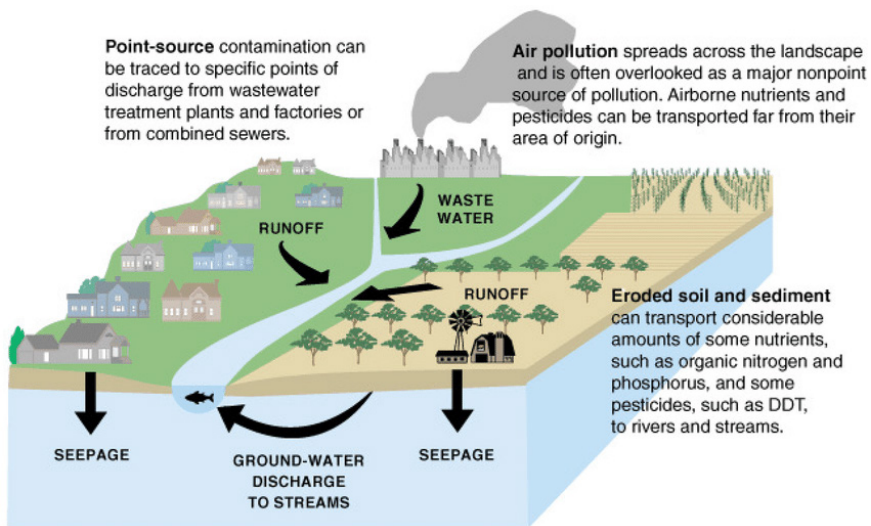 Point-source contamination can
be traced to specific points of
discharge from wastewater
treatment plants and factories or
from combined sewers.
Air pollution spreads across the landscape
and is often overlooked as a major nonpoint
source of pollution. Airborne nutrients and
pesticides can be transported far from their
area of origin.
WASTE
WATER
RUNOFF
RUNOFF
Eroded soil and sediment
can transport considerable
amounts of some nutrients,
such as organic nitrogen and
phosphorus, and some
pesticides, such as DDT,
to rivers and streams.
SEEPAGE
GROUND-WATER
DISCHARGE
TO STREAMS
SEEPAGE